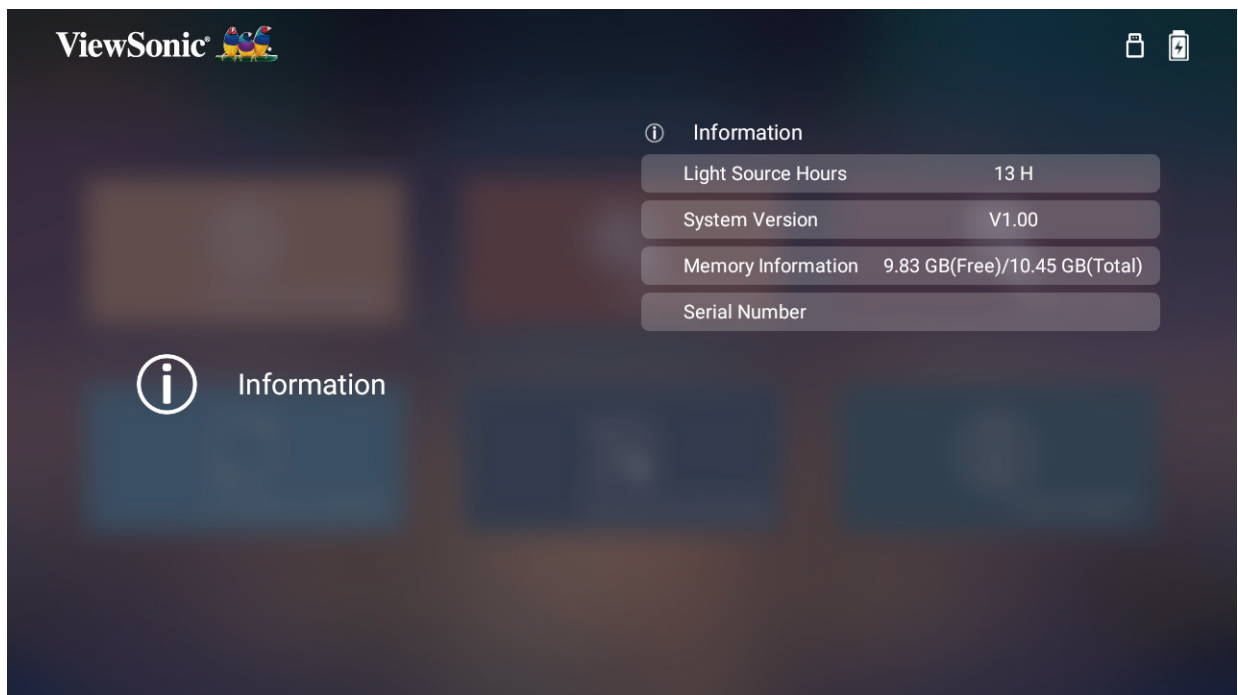 ViewSonic®
Information
Light Source Hours 13 H
System Version V1.00
Memory Information 9.83 GB(Free)/10.45 GB(Total)
Serial Number
Information